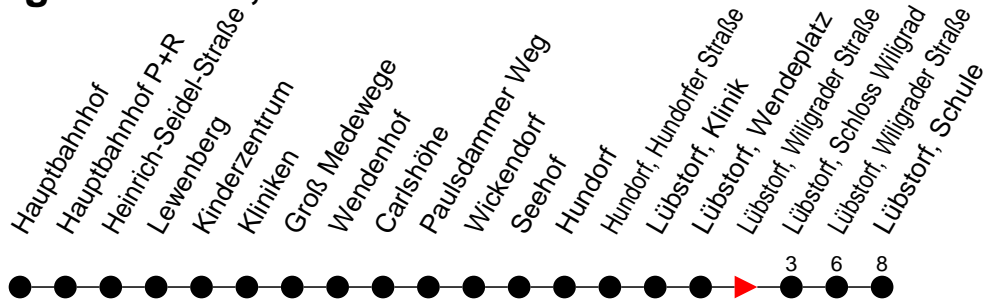 Hauptbahnhof
Hauptbahnhof P+R
Heinrich-Seidel-Straße
Lewenberg
Kinderzentrum
Kliniken
Groß Medewege
Wendenhof
Carlshöhe
Paulsdammer Weg
Wickendorf
Seehof
Hundorf
Hundorf, Hundorfer Straße
Lübstorf, Klinik
Lübstorf, Wendeplatz
Lübstorf, Wiligrader Straße
Lübstorf, Schloss Wiligrad
Lübstorf, Wiligrader Straße
Lübstorf, Schule
3 6 8